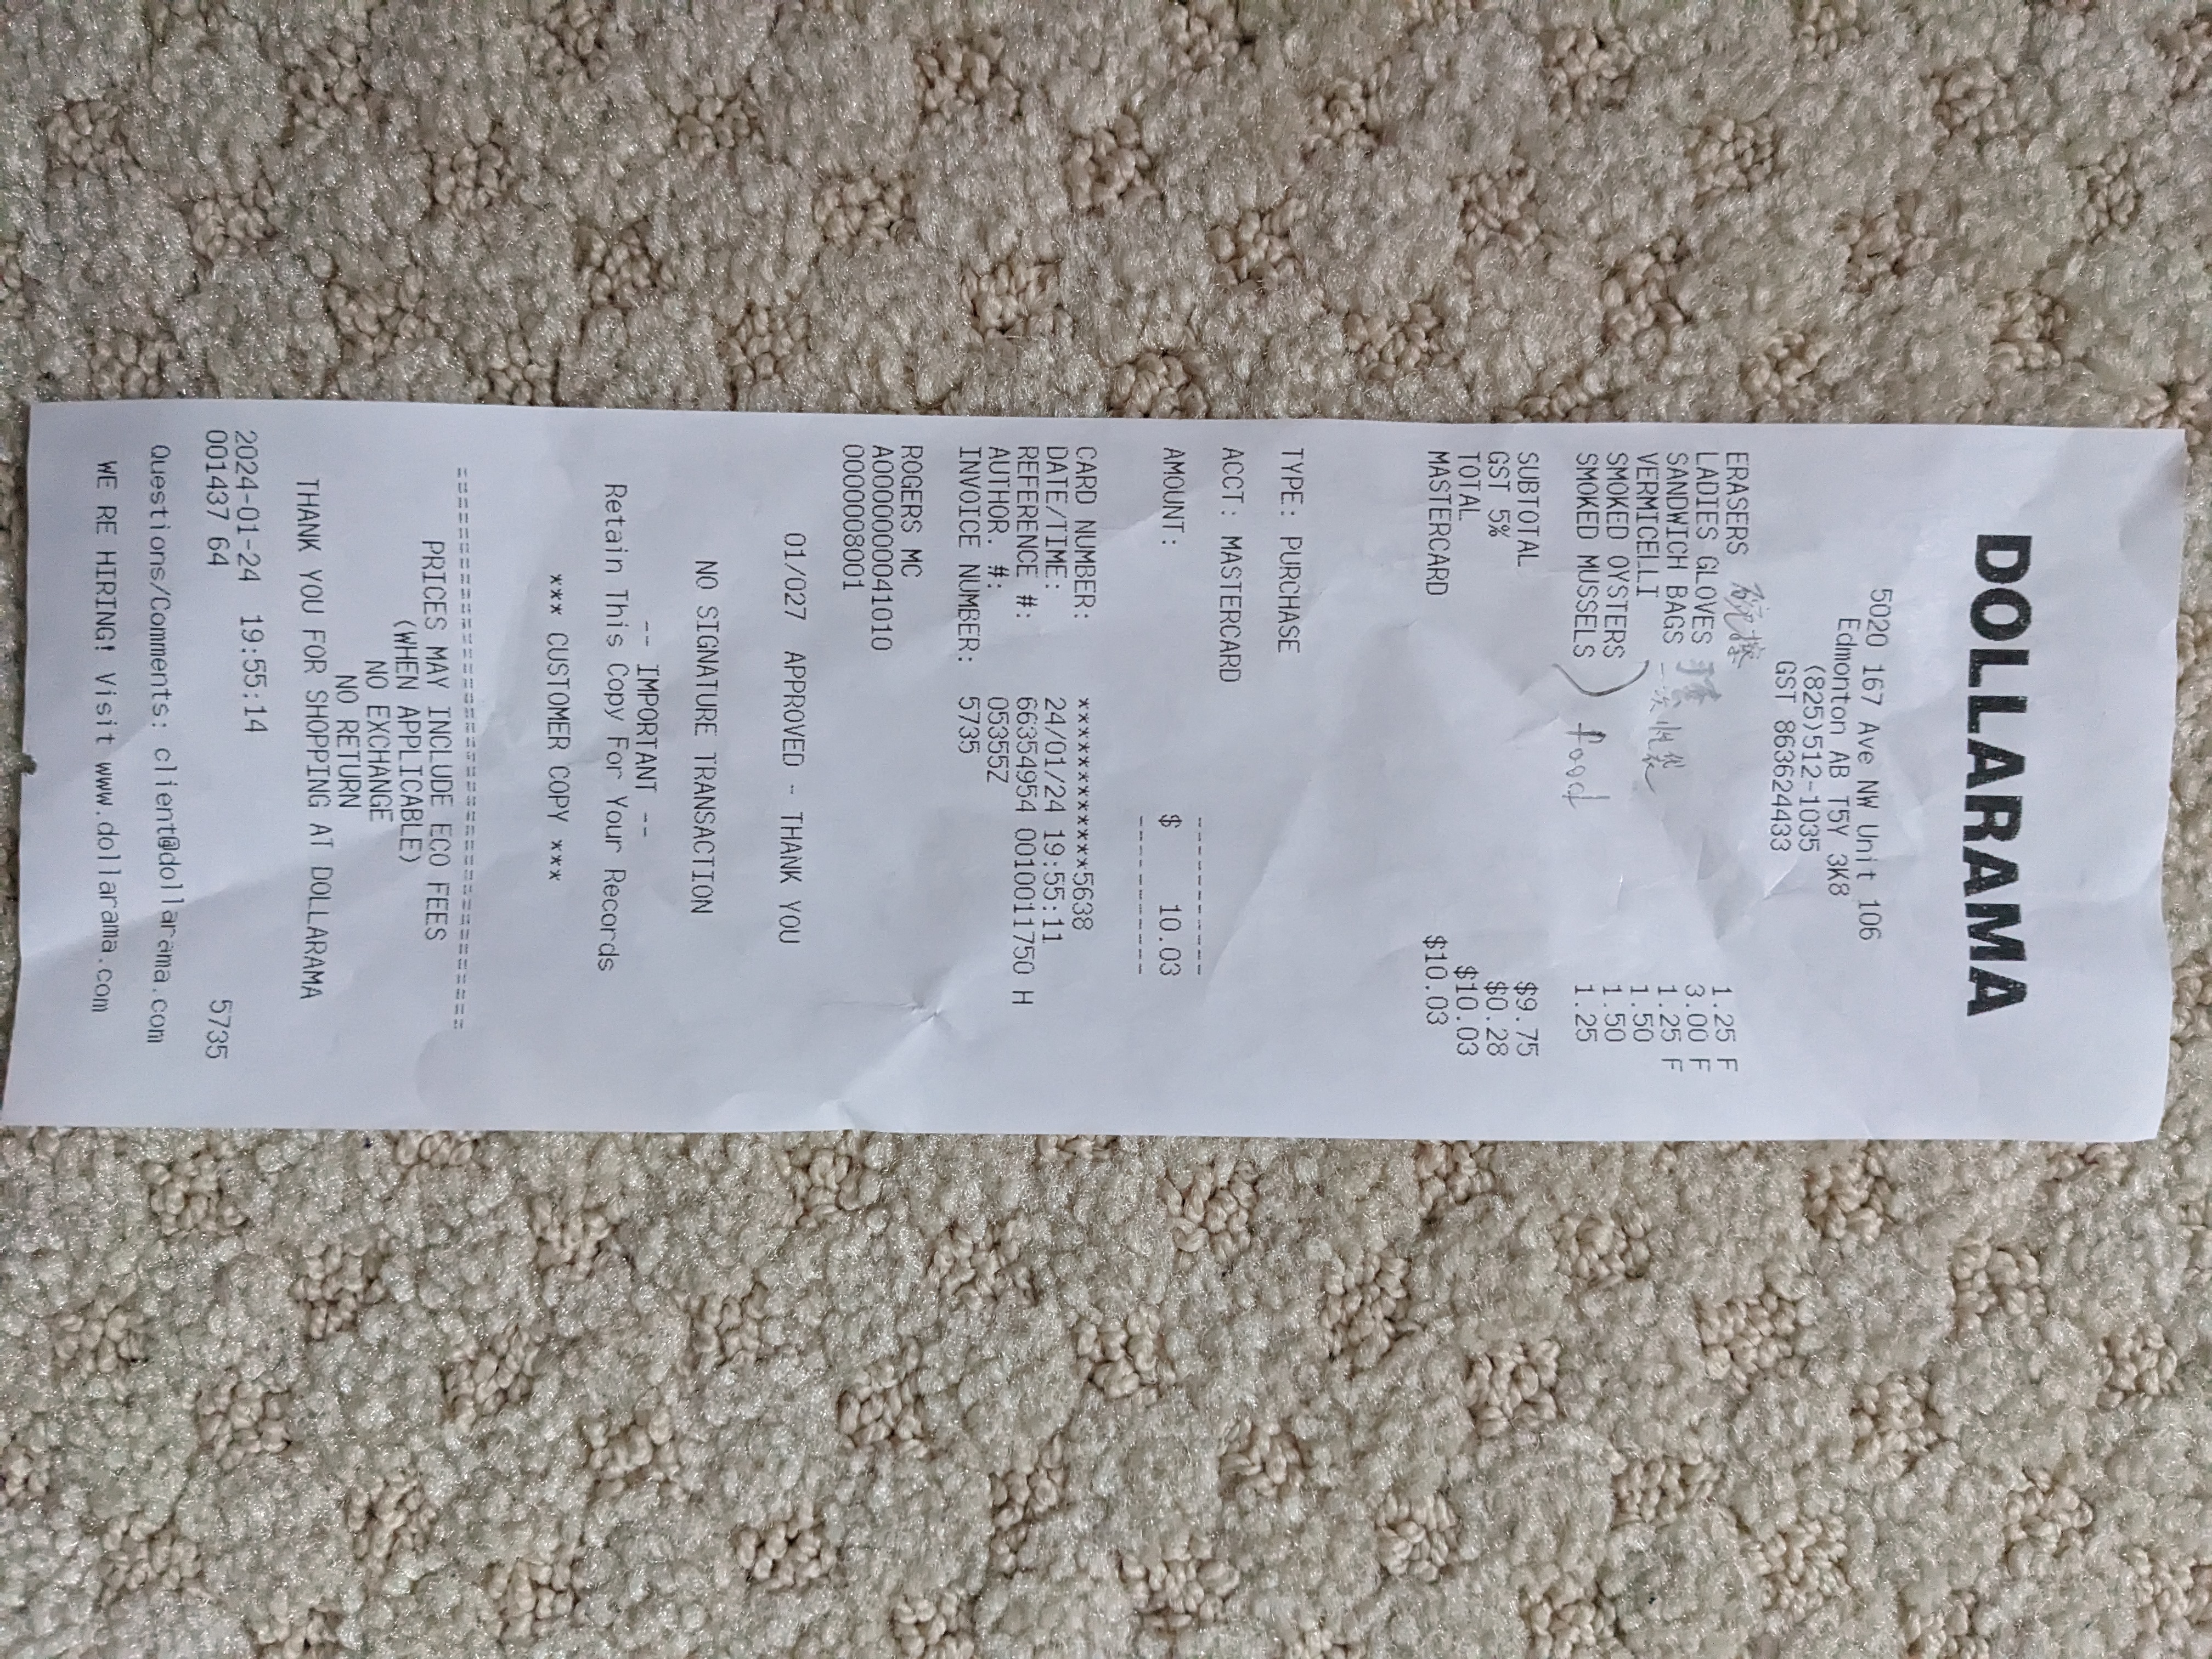 DOLLARAMA
5020 167 Ave NW Unit 106
Edmonton AB T5Y 3K8
(825)512-1035
GST 863624433
ERASERS 1.25 F
LADIES GLOVES 手套 3.00 F
SANDWICH BAGS 一次性袋 1.25 F
VERMICELLI 1.50
SMOKED OYSTERS 1.50
SMOKED MUSSELS food 1.25
SUBTOTAL $9.75
GST 5% $0.28
TOTAL $10.03
MASTERCARD $10.03
TYPE: PURCHASE
ACCT: MASTERCARD
AMOUNT: $ 10.03
CARD NUMBER: ************5638
DATE/TIME: 24/01/24 19:55:11
REFERENCE #: 66354954 0010011750 H
AUTHOR. #: 05355Z
INVOICE NUMBER: 5735
ROGERS MC
A0000000041010
0000008001
01/027 APPROVED - THANK YOU
NO SIGNATURE TRANSACTION
-- IMPORTANT --
Retain This Copy For Your Records
*** CUSTOMER COPY ***
PRICES MAY INCLUDE ECO FEES
(WHEN APPLICABLE)
NO EXCHANGE
NO RETURN
THANK YOU FOR SHOPPING AT DOLLARAMA
2024-01-24 19:55:14
001437 64 5735
Questions/Comments: client@dollarama.com
WE RE HIRING! Visit www.dollarama.com